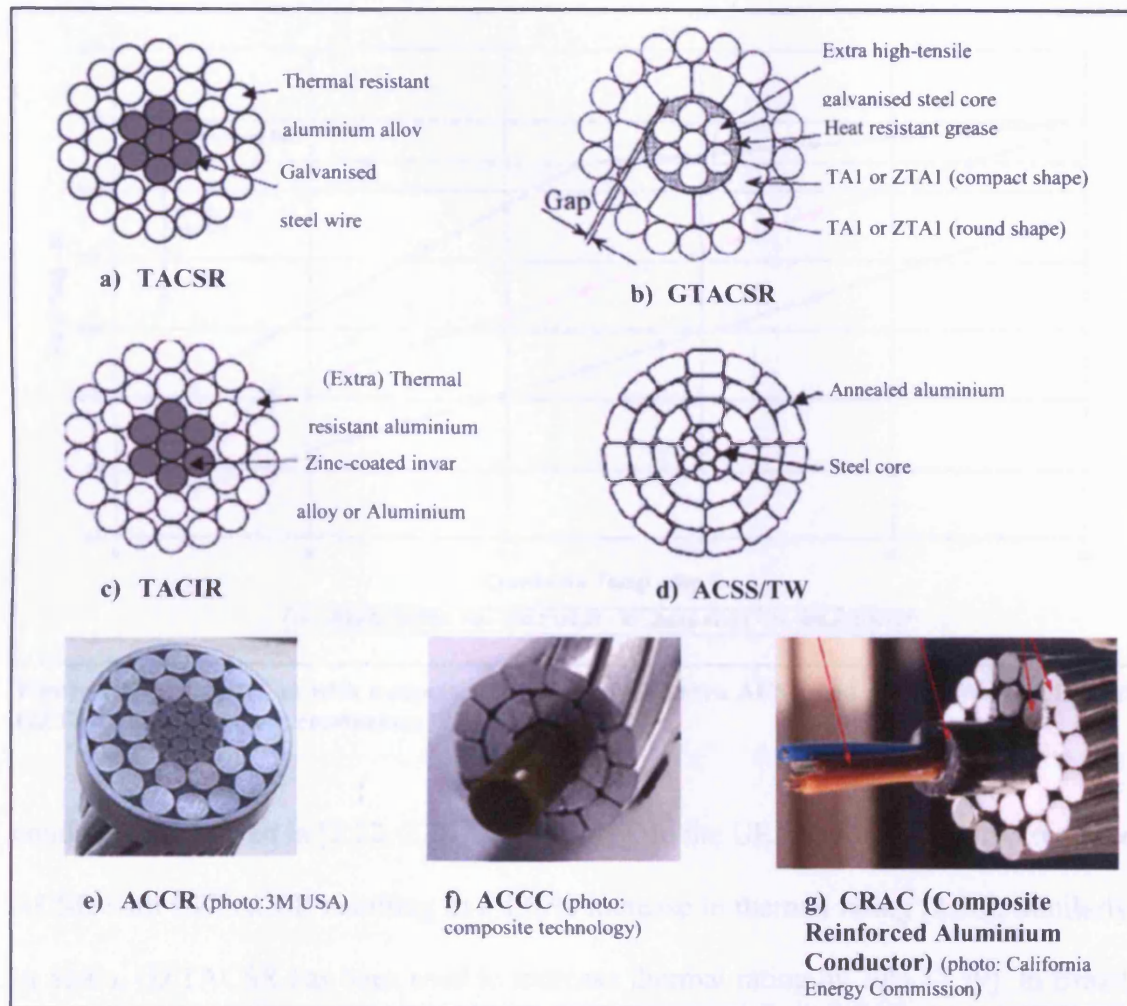 Thermal resistant
aluminium alloy
Galvanised
steel wire
a) TACSR
Extra high-tensile
galvanised steel core
Heat resistant grease
TA1 or ZTA1 (compact shape)
TA1 or ZTA1 (round shape)
Gap
b) GTACSR
(Extra) Thermal
resistant aluminium
Zinc-coated invar
alloy or Aluminium
c) TACIR
Annealed aluminium
Steel core
d) ACSS/TW
e) ACCR (photo:3MUSA)
f) ACCC (photo:
composite technology)
g) CRAC (Composite
Reinforced Aluminium
Conductor) (photo: California
Energy Commission)